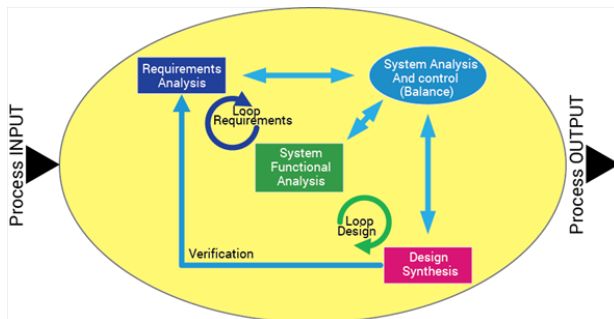 Requirements
Analysis
System Analysis
And control
(Balance)
Loop
Requirements
System
Functional
Analysis
Loop
Design
Verification
Design
Synthesis
Process INPUT
Process OUTPUT